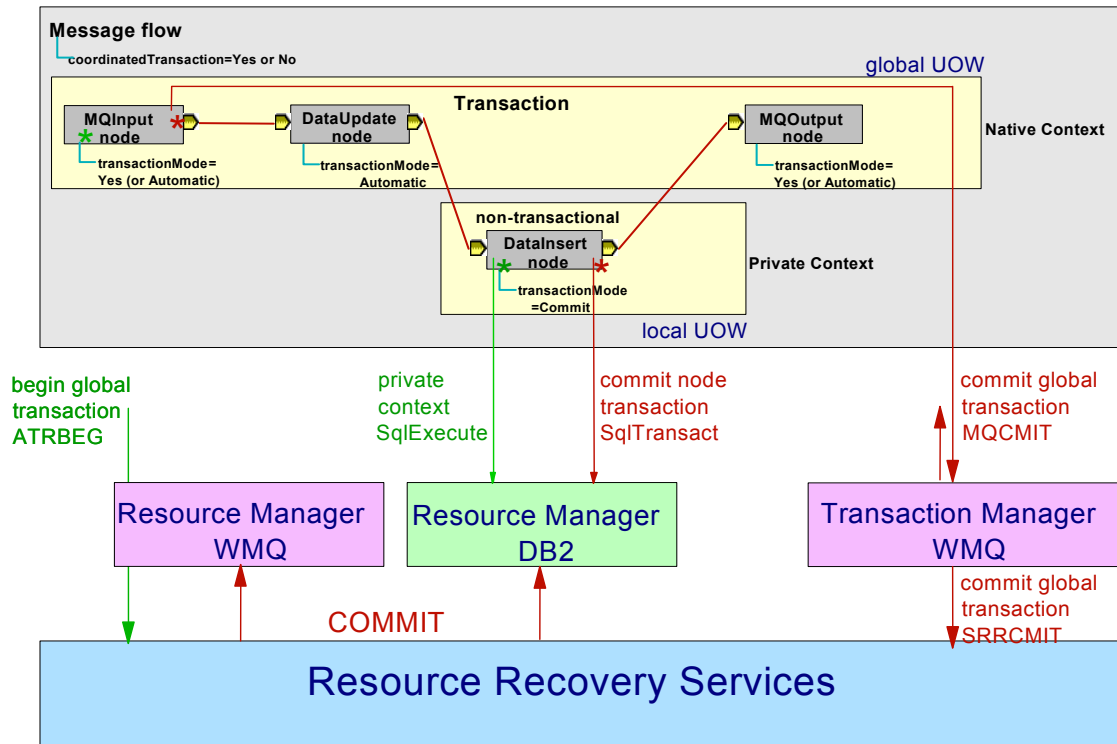 Message flow
coordinatedTransaction=Yes or No
global UOW
Transaction
MQInput
node
DataUpdate
node
MQOutput
node
Native Context
transactionMode=
Yes (or Automatic)
transactionMode=
Automatic
transactionMode=
Yes (or Automatic)
non-transactional
DataInsert
node
Private Context
transactionMode
=Commit
local UOW
begin global
transaction
ATRBEG
private
context
SqlExecute
commit node
transaction
SqlTransact
commit global
transaction
MQCMIT
Resource Manager
WMQ
Resource Manager
DB2
Transaction Manager
WMQ
COMMIT
commit global
transaction
SRRCMIT
Resource Recovery Services